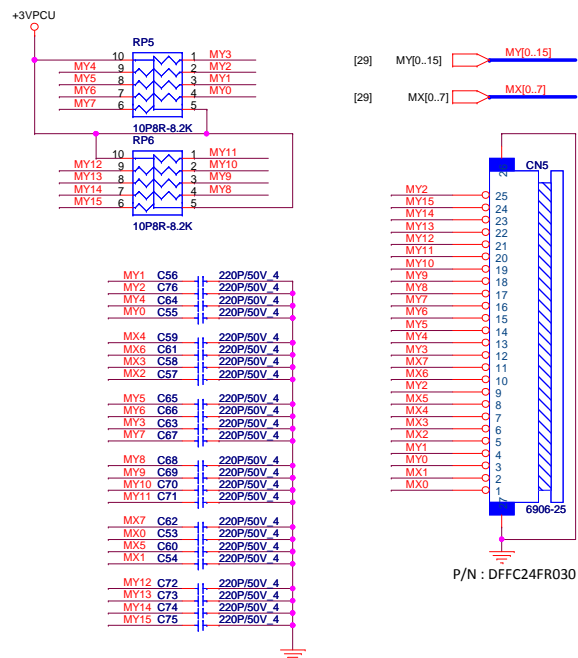 +3VPCU
RP5
10 1 MY3
MY4 9 2 MY2
MY5 8 3 MY1
MY6 7 4 MY0
MY7 6 5
10P8R-8.2K
RP6
10 1 MY11
MY12 9 2 MY10
MY13 8 3 MY9
MY14 7 4 MY8
MY15 6 5
10P8R-8.2K
[29] MY[0..15] MY[0..15]
[29] MX[0..7] MX[0..7]
CN5
MY2 25
MY15 24
MY14 23
MY13 22
MY12 21
MY11 20
MY10 19
MY9 18
MY8 17
MY7 16
MY6 15
MY5 14
MY4 13
MY3 12
MX7 11
MX6 10
MY2 9
MX5 8
MX4 7
MX3 6
MX2 5
MY1 4
MY0 3
MX1 2
MX0 1
6906-25
P/N : DFFC24FR030
MY1 C56 220P/50V_4
MY2 C76 220P/50V_4
MY4 C64 220P/50V_4
MY0 C55 220P/50V_4
MX4 C59 220P/50V_4
MX6 C61 220P/50V_4
MX3 C58 220P/50V_4
MX2 C57 220P/50V_4
MY5 C65 220P/50V_4
MY6 C66 220P/50V_4
MY3 C63 220P/50V_4
MY7 C67 220P/50V_4
MY8 C68 220P/50V_4
MY9 C69 220P/50V_4
MY10 C70 220P/50V_4
MY11 C71 220P/50V_4
MX7 C62 220P/50V_4
MX0 C53 220P/50V_4
MX5 C60 220P/50V_4
MX1 C54 220P/50V_4
MY12 C72 220P/50V_4
MY13 C73 220P/50V_4
MY14 C74 220P/50V_4
MY15 C75 220P/50V_4